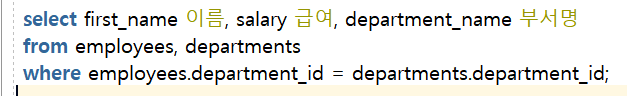 select first_name 이름, salary 급여, department_name 부서명
from employees, departments
where employees.department_id = departments.department_id;